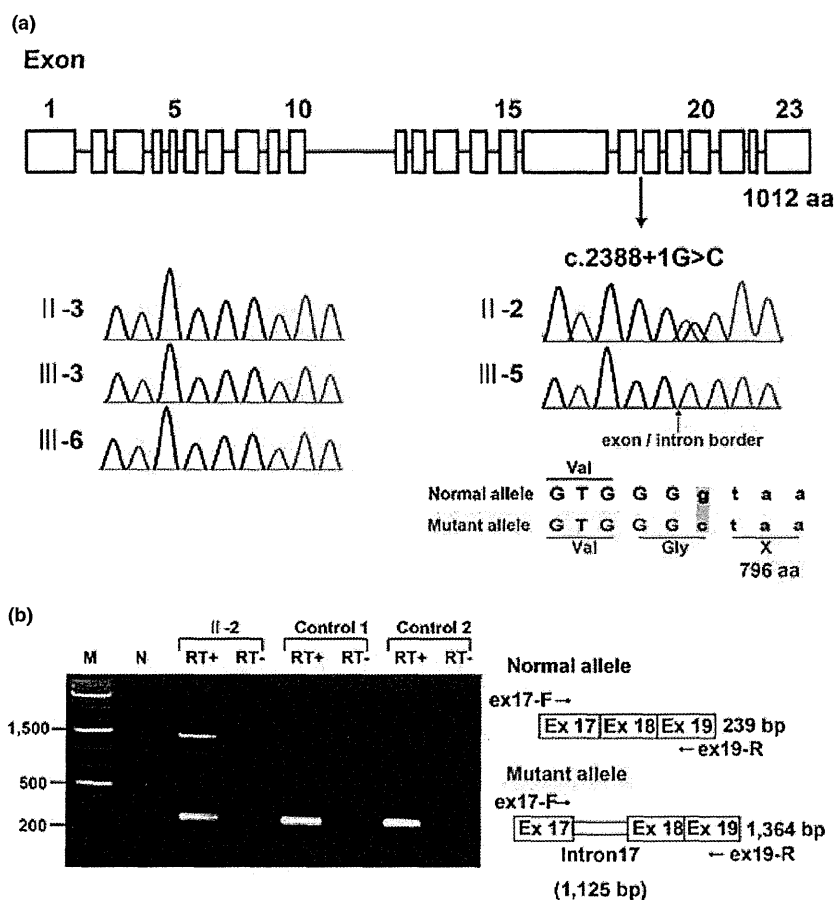 (a)
Exon
1 5 10 15 20 23
1012 aa
c.2388+1G>C
II-3
III-3
III-6
II-2
III-5
exon / intron border
Val
Normal allele G T G G G g t a a
Mutant allele G T G G G c t a a
Val Gly X
796 aa
(b)
II-2 Control 1 Control 2
M N RT+ RT- RT+ RT- RT+ RT-
1,500
500
200
Normal allele
ex17-F→
Ex 17 Ex 18 Ex 19 239 bp
←ex19-R
Mutant allele
ex17-F→
Ex 17 Ex 18 Ex 19 1,364 bp
Intron17 ←ex19-R
(1,125 bp)